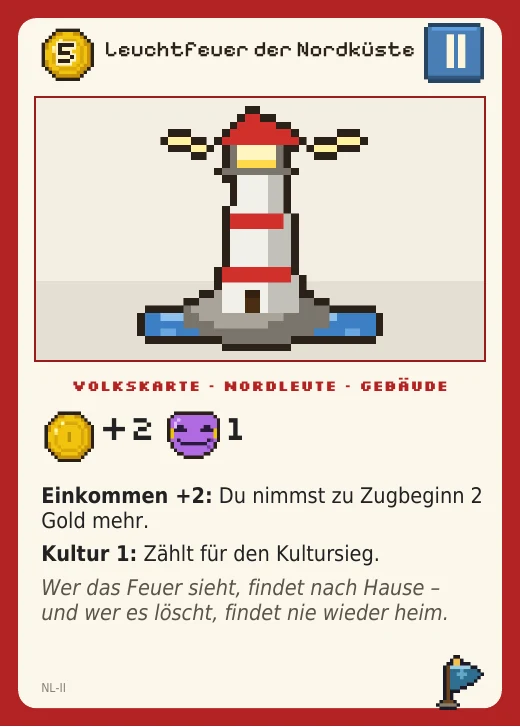 5 Leuchtfeuer der Nordküste II
VOLKSKARTE - NORDLEUTE - GEBÄUDE
+2 1
Einkommen +2: Du nimmst zu Zugbeginn 2
Gold mehr.
Kultur 1: Zählt für den Kultursieg.
Wer das Feuer sieht, findet nach Hause –
und wer es löscht, findet nie wieder heim.
NL-II